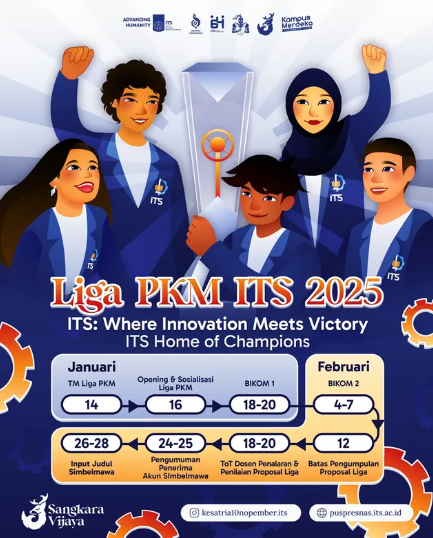 ADVANCING
HUMANITY
ITS
Kampus
Merdeka
ITS
ITS
ITS
ITS
Liga PKM ITS 2025
ITS: Where Innovation Meets Victory
ITS Home of Champions
Januari
Februari
TM Liga PKM
Opening & Sosialisasi
Liga PKM
BIKOM 1
BIKOM 2
14
16
18-20
4-7
26-28
24-25
18-20
12
Input Judul
Simbelmawa
Pengumuman
Penerima
Akun Simbelmawa
ToT Dosen Penalaran &
Penilaian Proposal Liga
Batas Pengumpulan
Proposal Liga
Sangkara
Vijaya
kesatria10nopember.its
puspresnas.its.ac.id